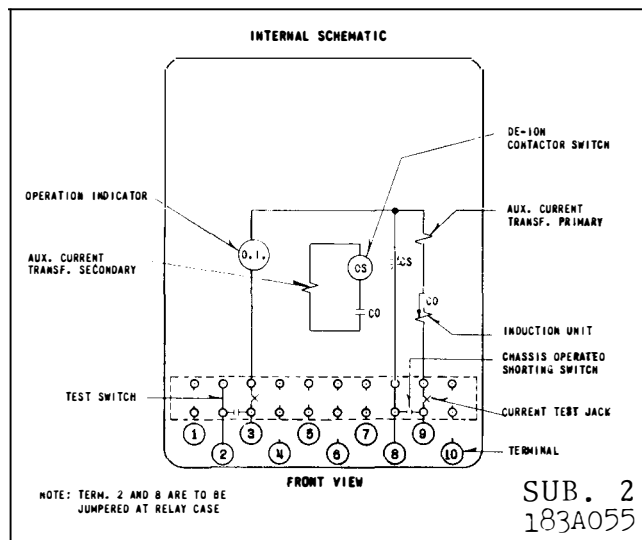 INTERNAL SCHEMATIC
DE-ION
CONTACTOR SWITCH
OPERATION INDICATOR
AUX. CURRENT
TRANSF. PRIMARY
O.I.
AUX. CURRENT
TRANSF. SECONDARY
CS
CS
CO
CO
INDUCTION UNIT
CHASSIS OPERATED
SHORTING SWITCH
TEST SWITCH
CURRENT TEST JACK
1 3 5 7 9
2 4 6 8 10
TERMINAL
FRONT VIEW
NOTE: TERM. 2 AND 8 ARE TO BE
JUMPERED AT RELAY CASE
SUB. 2
183A055